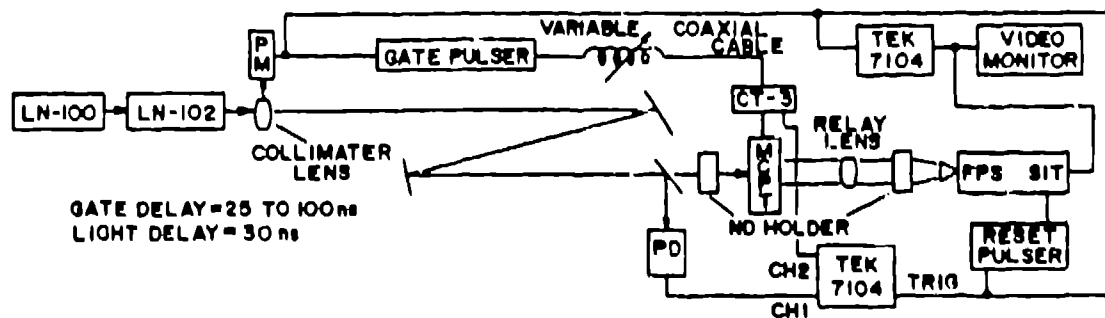 VARIABLE
COAXIAL
CABLE
PM
GATE PULSER
TEK
7104
VIDEO
MONITOR
CT-5
LN-100
LN-102
COLLIMATER
LENS
RELAY
LENS
MCPT
FPS SIT
GATE DELAY = 25 TO 100 ns
LIGHT DELAY = 30 ns
ND HOLDER
PD
RESET
PULSER
CH2
TEK
7104
TRIG
CH1